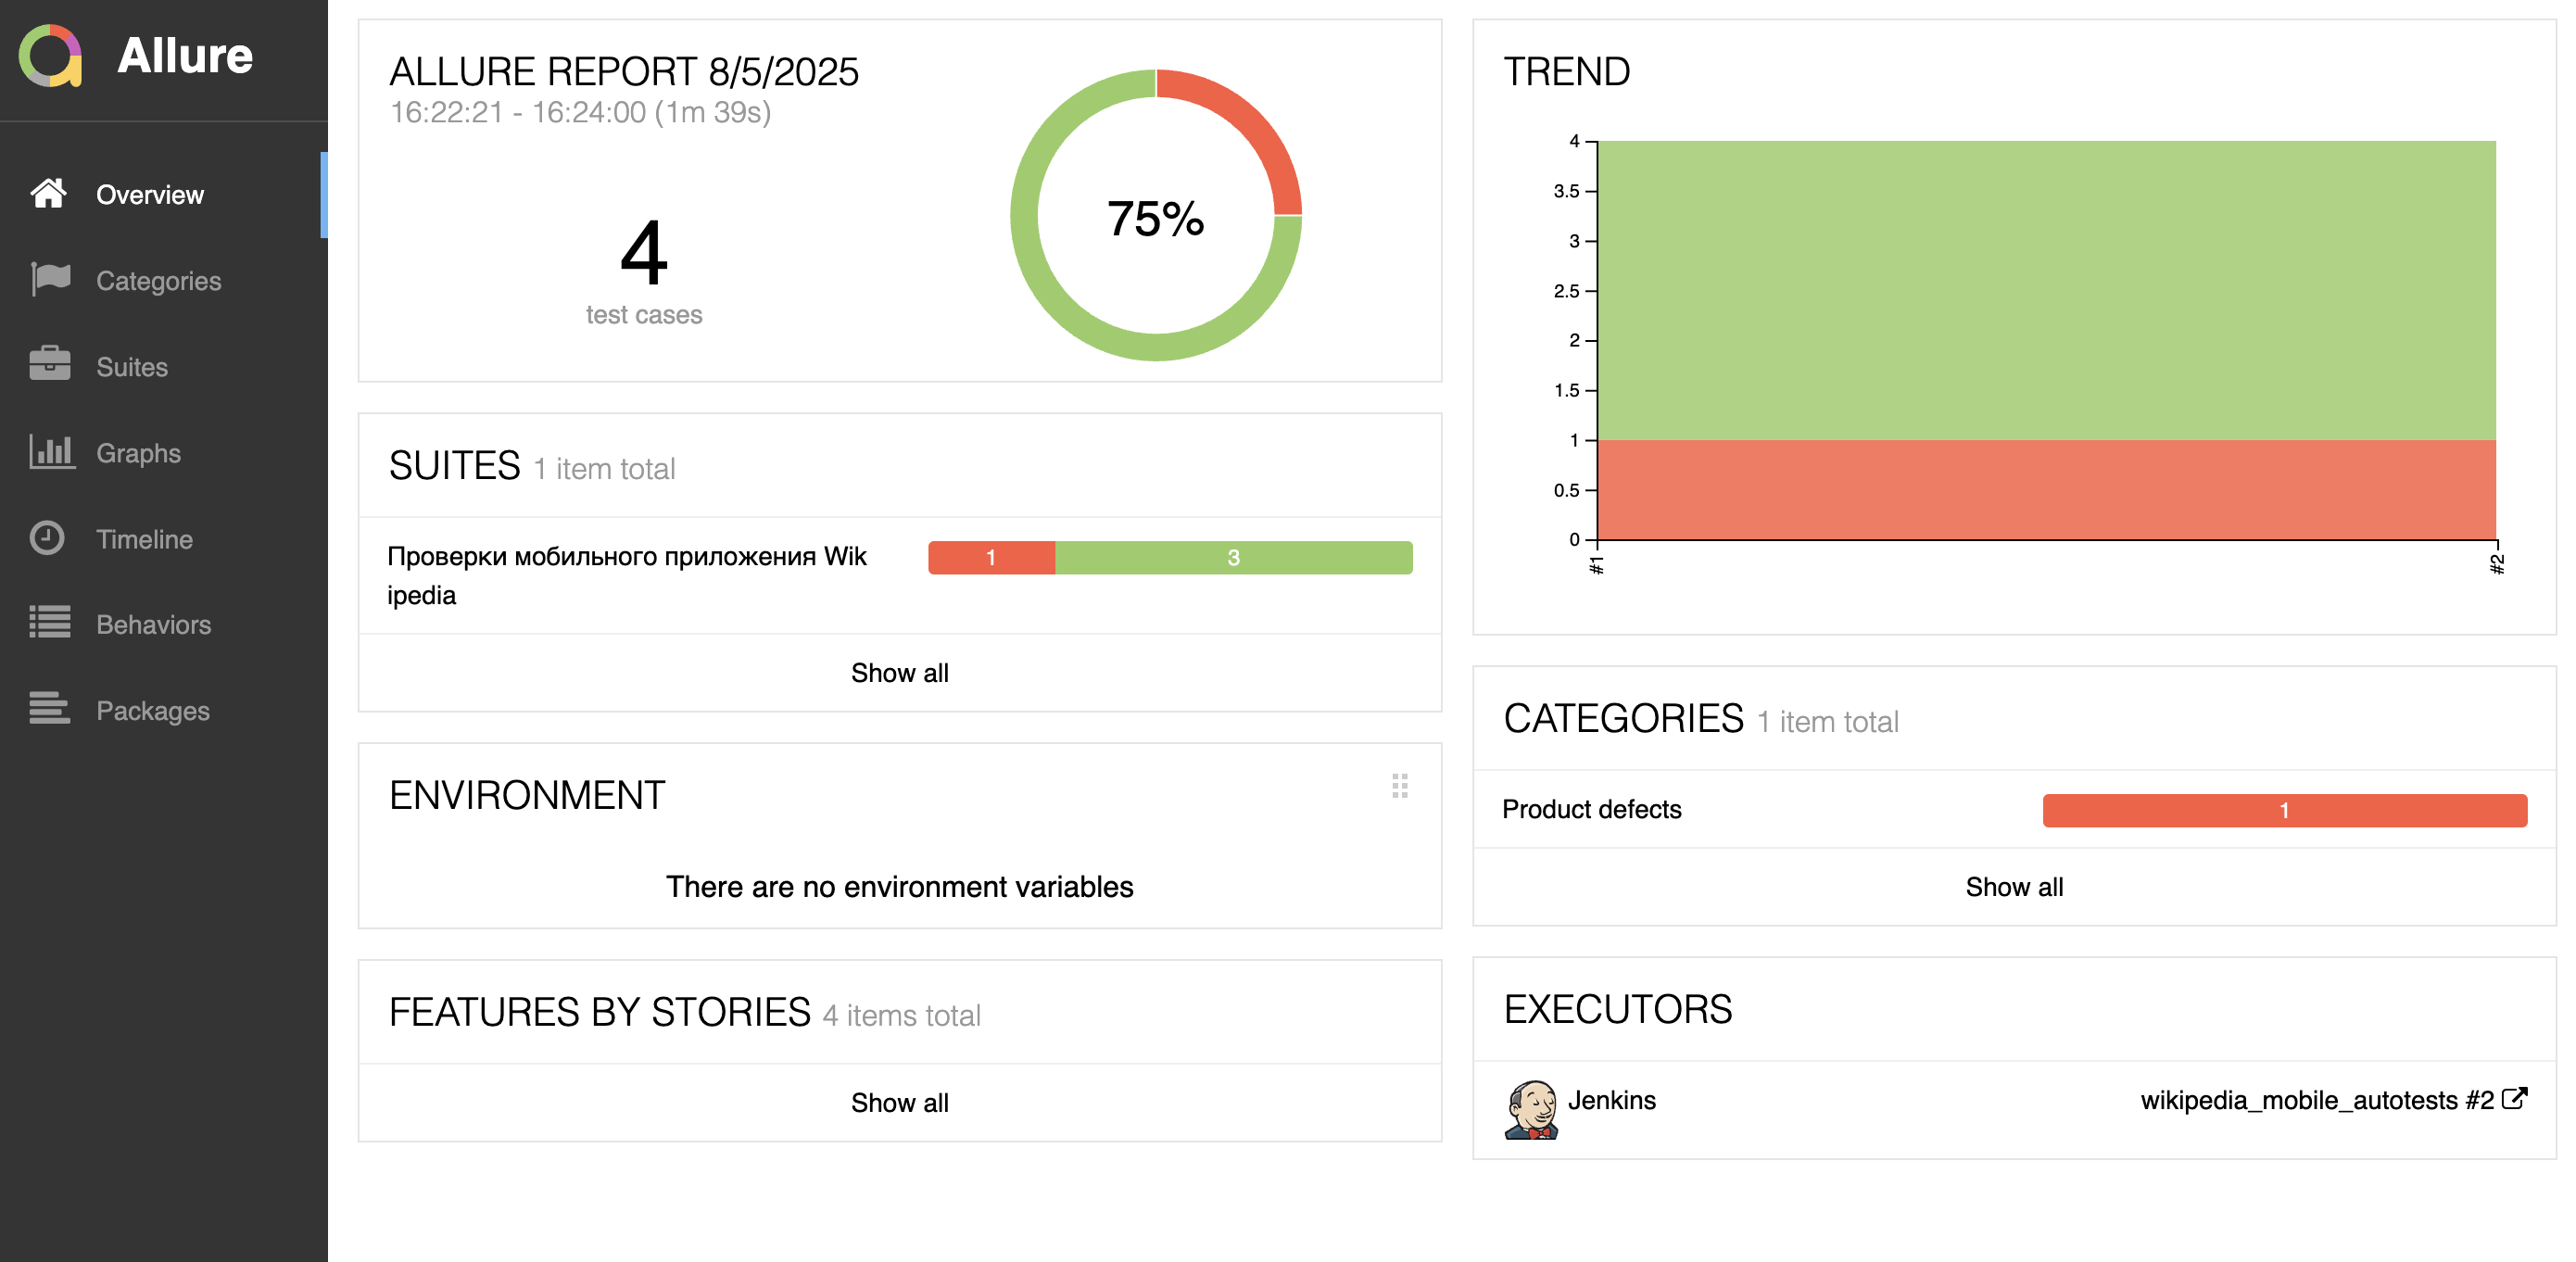 Allure
Overview
Categories
Suites
Graphs
Timeline
Behaviors
Packages
ALLURE REPORT 8/5/2025
16:22:21 - 16:24:00 (1m 39s)
4
test cases
75%
SUITES 1 item total
Проверки мобильного приложения Wik
ipedia
1 3
Show all
ENVIRONMENT
There are no environment variables
FEATURES BY STORIES 4 items total
Show all
TREND
4
3.5
3
2.5
2
1.5
1
0.5
0
#1 #2
CATEGORIES 1 item total
Product defects 1
Show all
EXECUTORS
Jenkins wikipedia_mobile_autotests #2